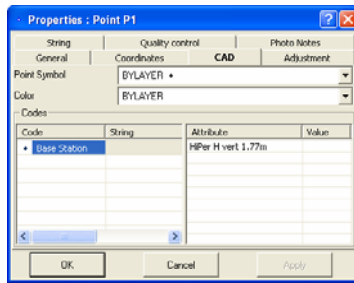 Properties : Point P1
String Quality control Photo Notes
General Coordinates CAD Adjustment
Point Symbol BYLAYER
Color BYLAYER
Codes
Code String Attribute Value
Base Station HiPer H vert 1.77m
OK Cancel Apply